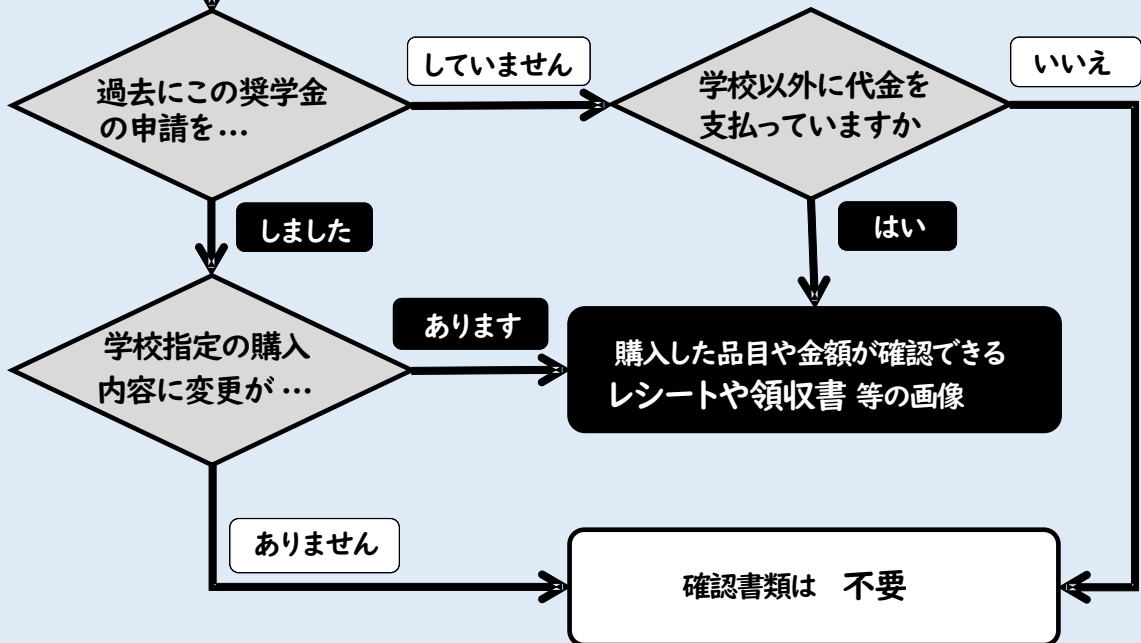 過去にこの奨学金
の申請を…
していません
学校以外に代金を
支払っていますか
いいえ
しました
はい
学校指定の購入
内容に変更が …
あります
購入した品目や金額が確認できる
レシートや領収書 等の画像
ありません
確認書類は 不要